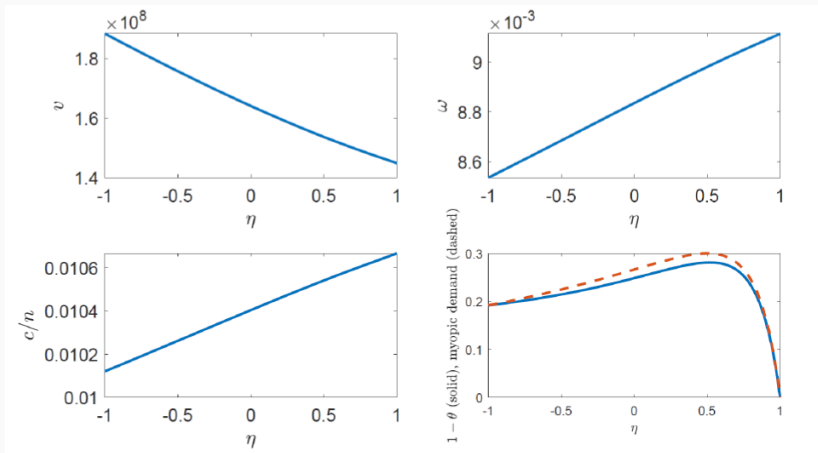 ×10⁸
1.8
1.6
1.4
v
-1 -0.5 0 0.5 1
η
×10⁻³
9
8.8
8.6
ω
-1 -0.5 0 0.5 1
η
0.0106
0.0104
0.0102
0.01
c/n
-1 -0.5 0 0.5 1
η
0.3
0.2
0.1
0
1 − θ (solid), myopic demand (dashed)
-1 -0.5 0 0.5 1
η